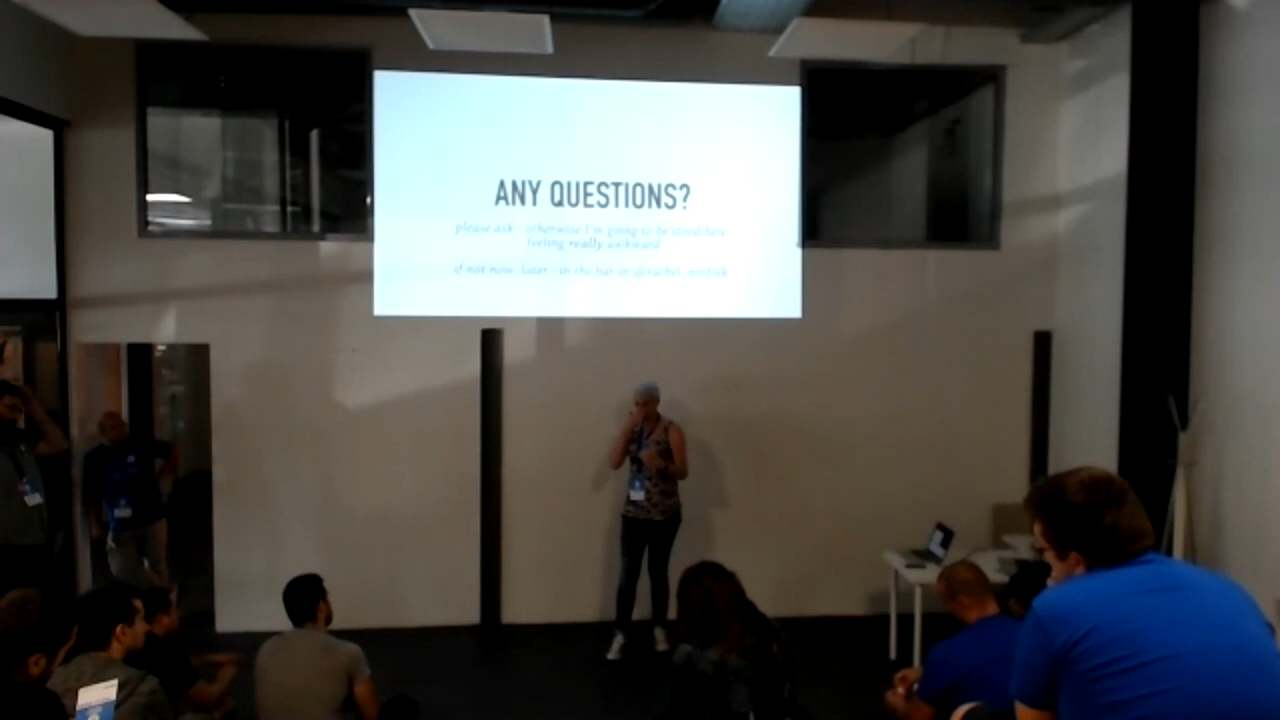 ANY QUESTIONS?
please ask - otherwise I'm going to be stood here
feeling really awkward
if not now, later - in the bar or